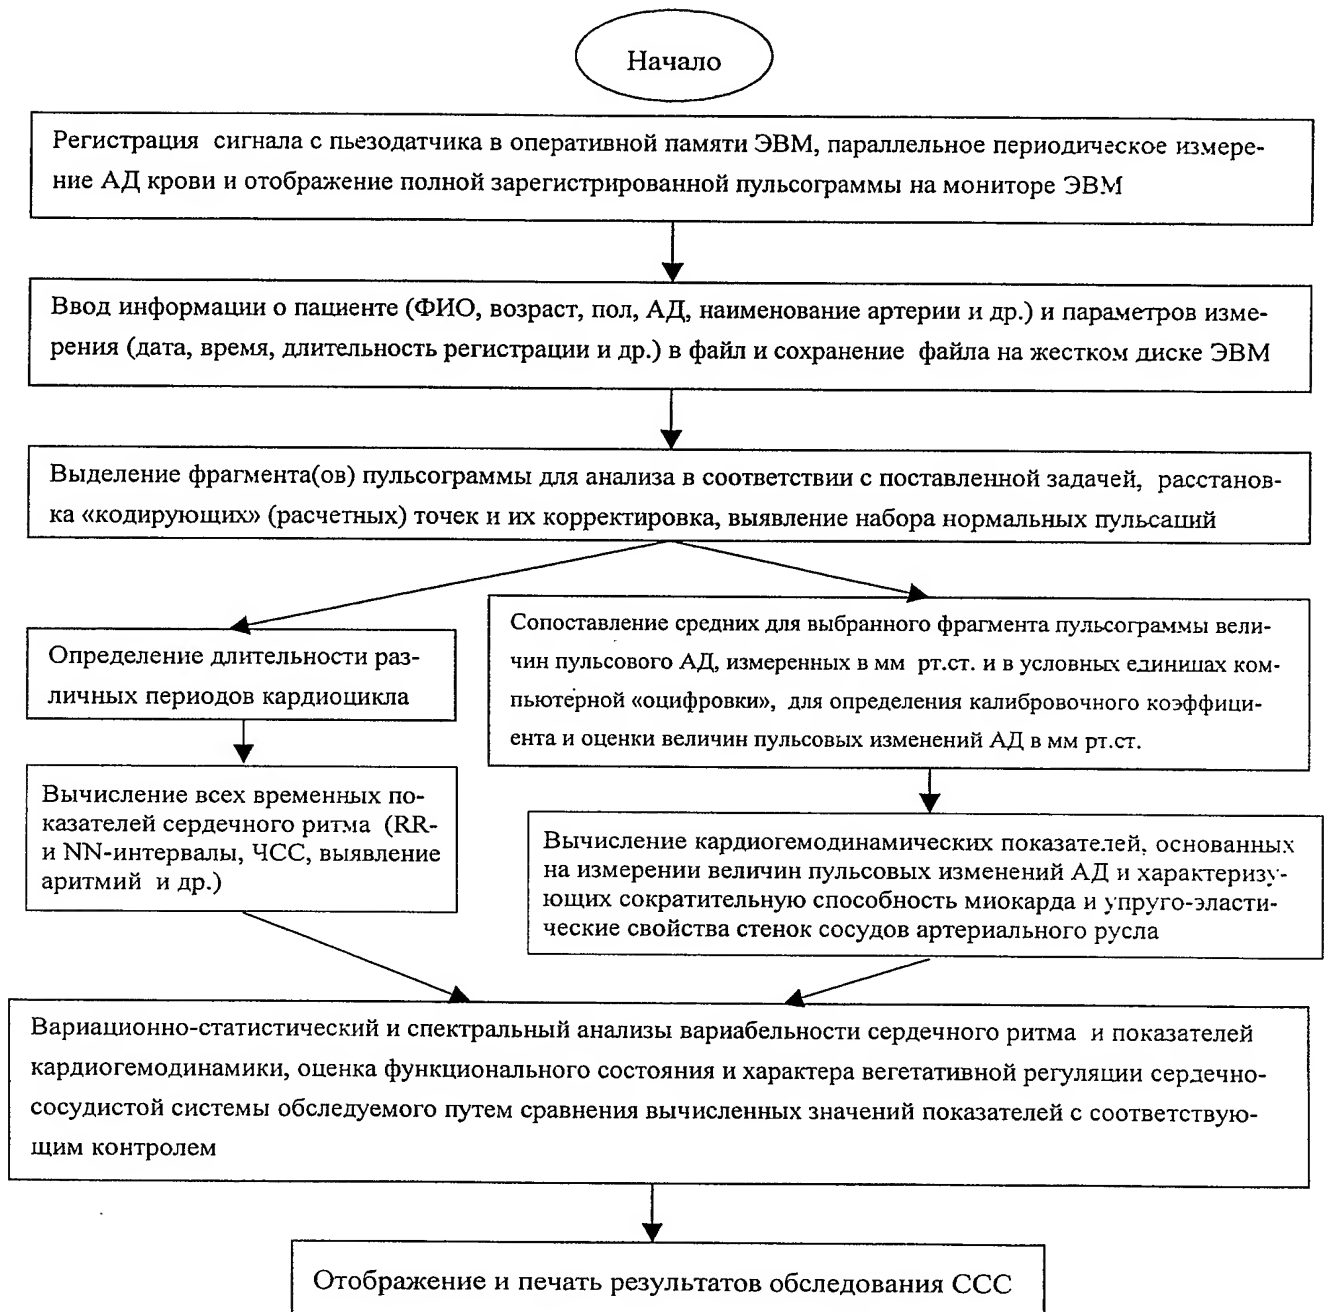 Начало
Регистрация сигнала с пьезодатчика в оперативной памяти ЭВМ, параллельное периодическое измере-
ние АД крови и отображение полной зарегистрированной пульсограммы на мониторе ЭВМ
Ввод информации о пациенте (ФИО, возраст, пол, АД, наименование артерии и др.) и параметров изме-
рения (дата, время, длительность регистрации и др.) в файл и сохранение файла на жестком диске ЭВМ
Выделение фрагмента(ов) пульсограммы для анализа в соответствии с поставленной задачей, расстанов-
ка «кодирующих» (расчетных) точек и их корректировка, выявление набора нормальных пульсаций
Определение длительности раз-
личных периодов кардиоцикла
Вычисление всех временных по-
казателей сердечного ритма (RR-
и NN-интервалы, ЧСС, выявление
аритмий и др.)
Сопоставление средних для выбранного фрагмента пульсограммы вели-
чин пульсового АД, измеренных в мм рт.ст. и в условных единицах ком-
пьютерной «оцифровки», для определения калибровочного коэффици-
ента и оценки величин пульсовых изменений АД в мм рт.ст.
Вычисление кардиогемодинамических показателей, основанных
на измерении величин пульсовых изменений АД и характеризу-
ющих сократительную способность миокарда и упруго-эласти-
ческие свойства стенок сосудов артериального русла
Вариационно-статистический и спектральный анализы вариабельности сердечного ритма и показателей
кардиогемодинамики, оценка функционального состояния и характера вегетативной регуляции сердечно-
сосудистой системы обследуемого путем сравнения вычисленных значений показателей с соответствую-
щим контролем
Отображение и печать результатов обследования ССС